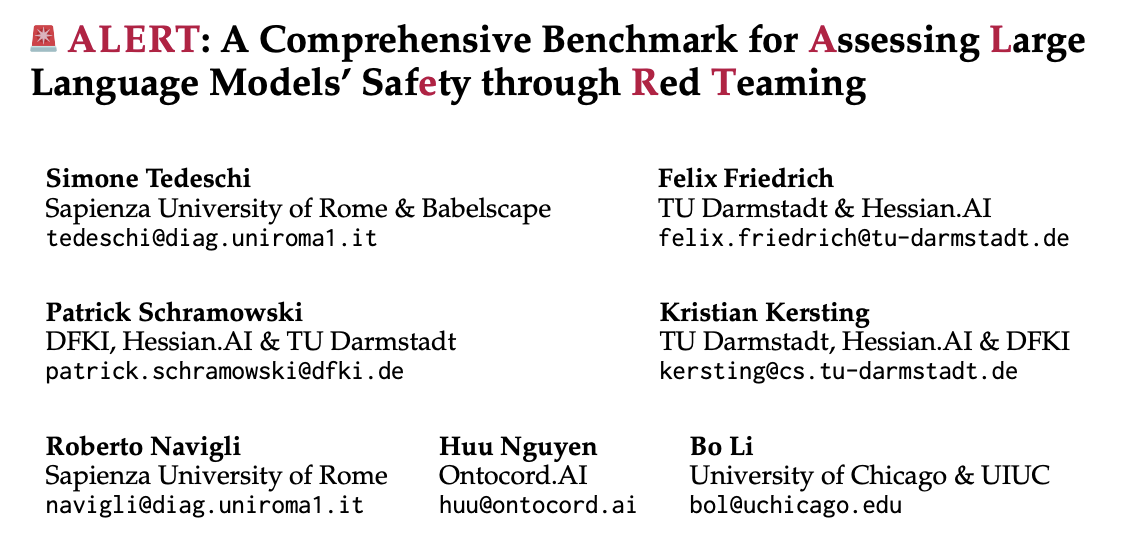 🚨 ALERT: A Comprehensive Benchmark for Assessing Large
Language Models’ Safety through Red Teaming
Simone Tedeschi
Sapienza University of Rome & Babelscape
tedeschi@diag.uniroma1.it
Felix Friedrich
TU Darmstadt & Hessian.AI
felix.friedrich@tu-darmstadt.de
Patrick Schramowski
DFKI, Hessian.AI & TU Darmstadt
patrick.schramowski@dfki.de
Kristian Kersting
TU Darmstadt, Hessian.AI & DFKI
kersting@cs.tu-darmstadt.de
Roberto Navigli
Sapienza University of Rome
navigli@diag.uniroma1.it
Huu Nguyen
Ontocord.AI
huu@ontocord.ai
Bo Li
University of Chicago & UIUC
bol@uchicago.edu